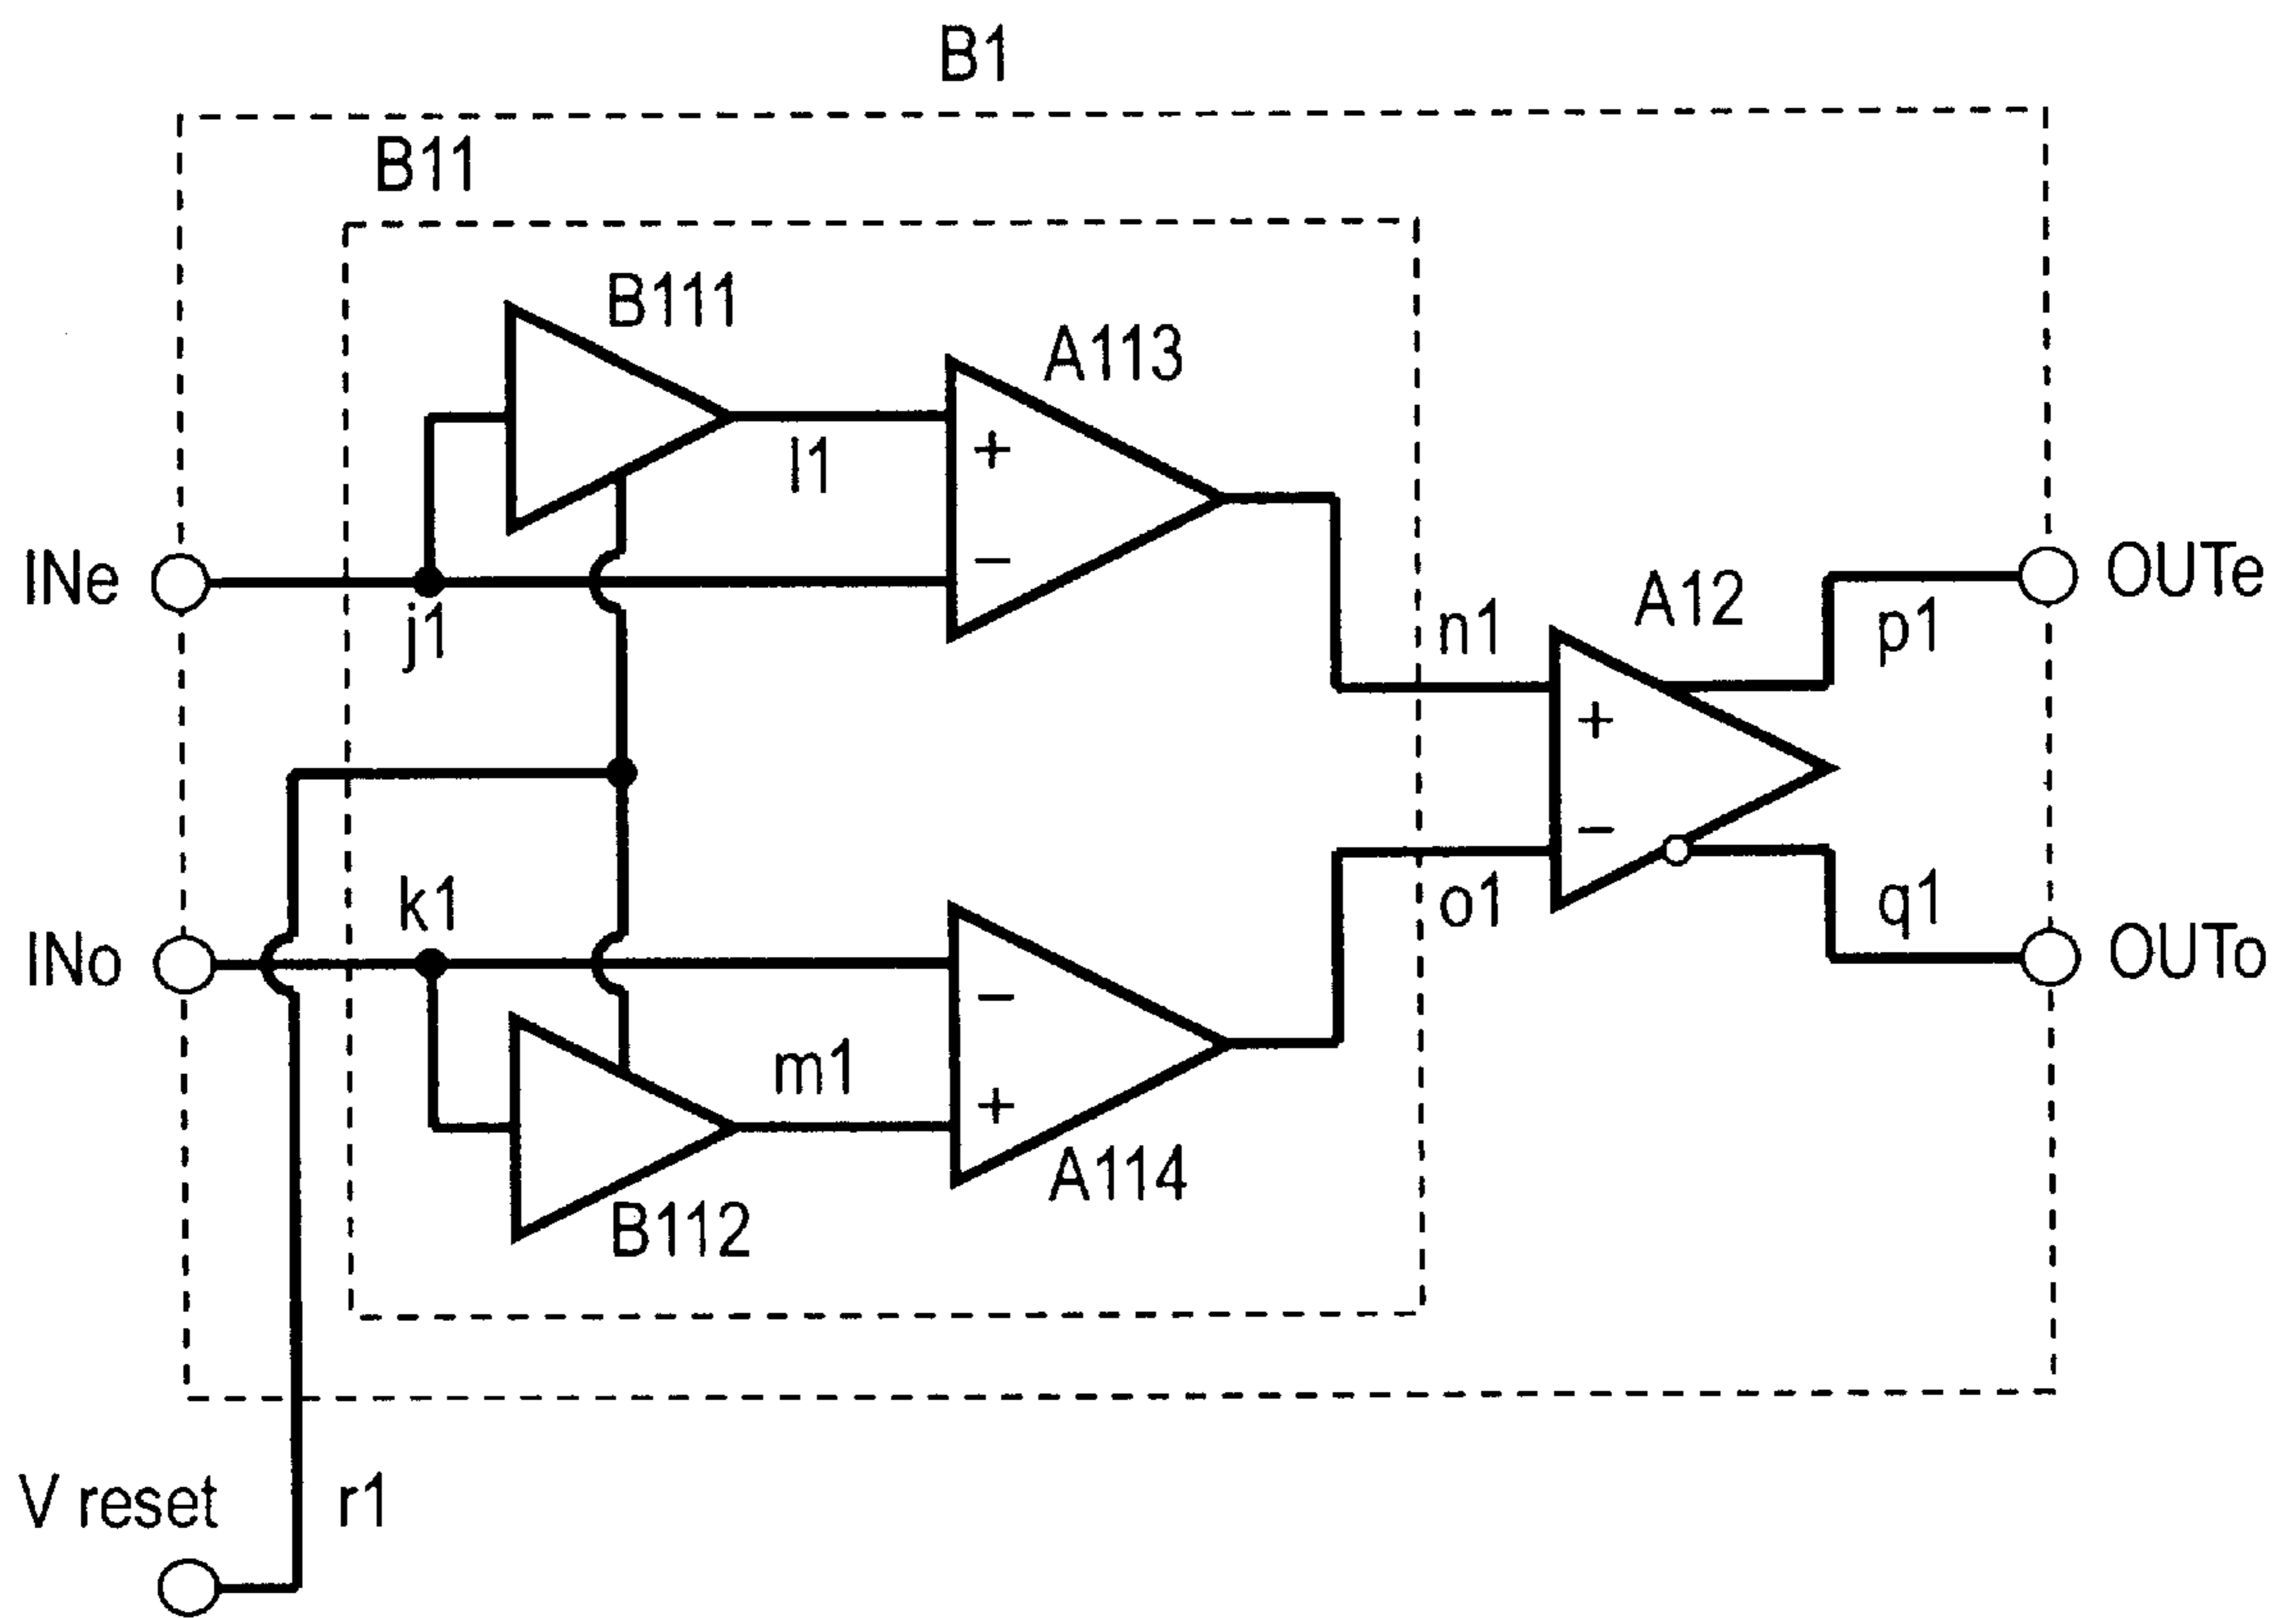 B1
B11
B111
A113
+
l1
−
INe
j1
n1
A12
p1
OUTe
+
−
k1
o1
q1
INo
OUTo
−
m1
+
A114
B112
V reset
r1